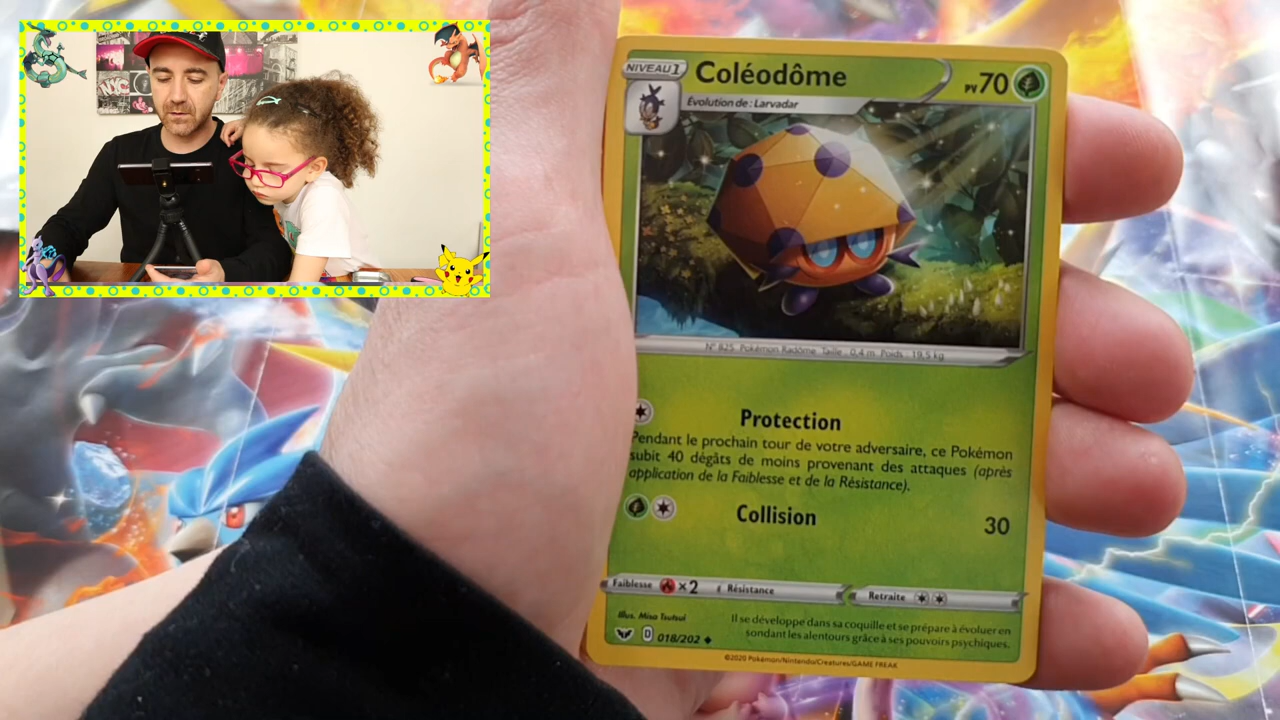 NIVEAU 1
Coléodôme
PV 70
Évolution de : Larvadar
N° 825 Pokémon Radôme Taille : 0,4 m Poids : 19,5 kg
Protection
Pendant le prochain tour de votre adversaire, ce Pokémon
subit 40 dégâts de moins provenant des attaques (après
application de la Faiblesse et de la Résistance).
Collision 30
Faiblesse ×2 Résistance Retraite
Illus. Misa Tsutsui
Il se développe dans sa coquille et se prépare à évoluer en
sondant les alentours grâce à ses pouvoirs psychiques.
D 018/202
©2020 Pokémon/Nintendo/Creatures/GAME FREAK